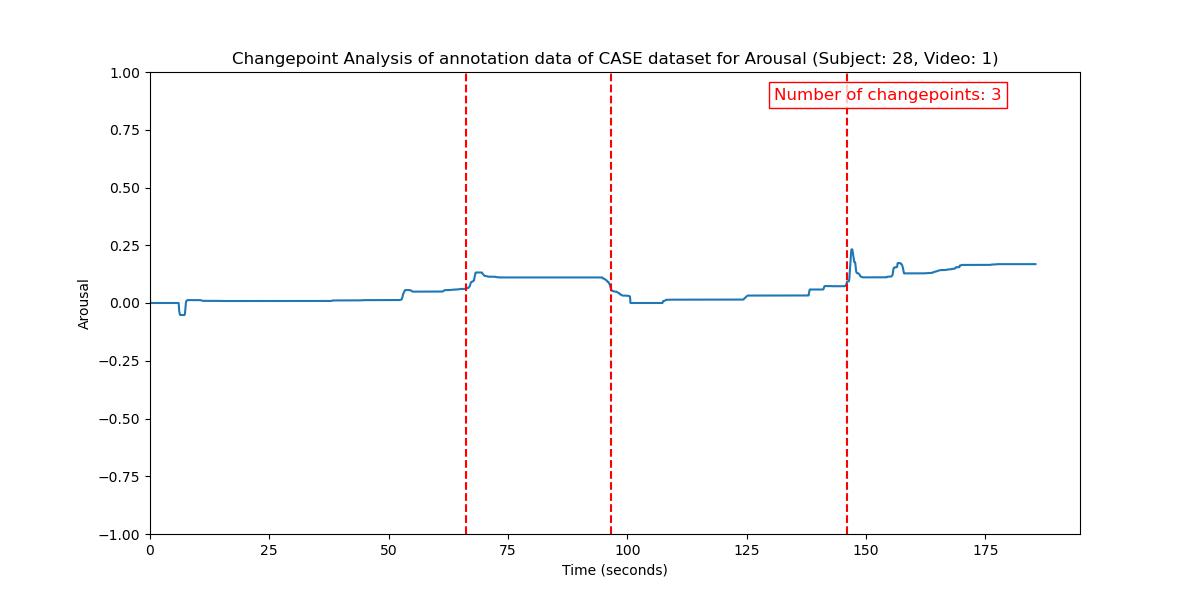 Changepoint Analysis of annotation data of CASE dataset for Arousal (Subject: 28, Video: 1)
Number of changepoints: 3
1.00
0.75
0.50
0.25
0.00
−0.25
−0.50
−0.75
−1.00
Arousal
0 25 50 75 100 125 150 175
Time (seconds)